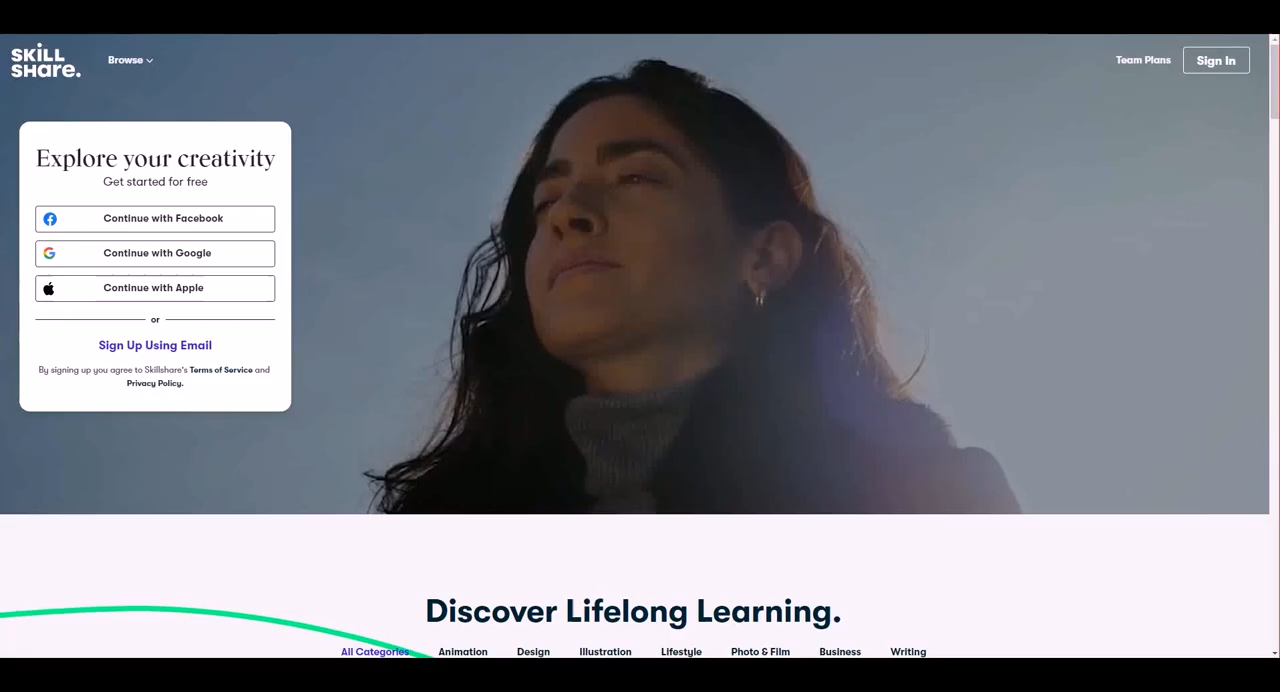 SKiLL
SHare.
Browse
Team Plans
Sign In
Explore your creativity
Get started for free
Continue with Facebook
Continue with Google
Continue with Apple
or
Sign Up Using Email
By signing up you agree to Skillshare's Terms of Service and
Privacy Policy.
Discover Lifelong Learning.
All Categories Animation Design Illustration Lifestyle Photo & Film Business Writing